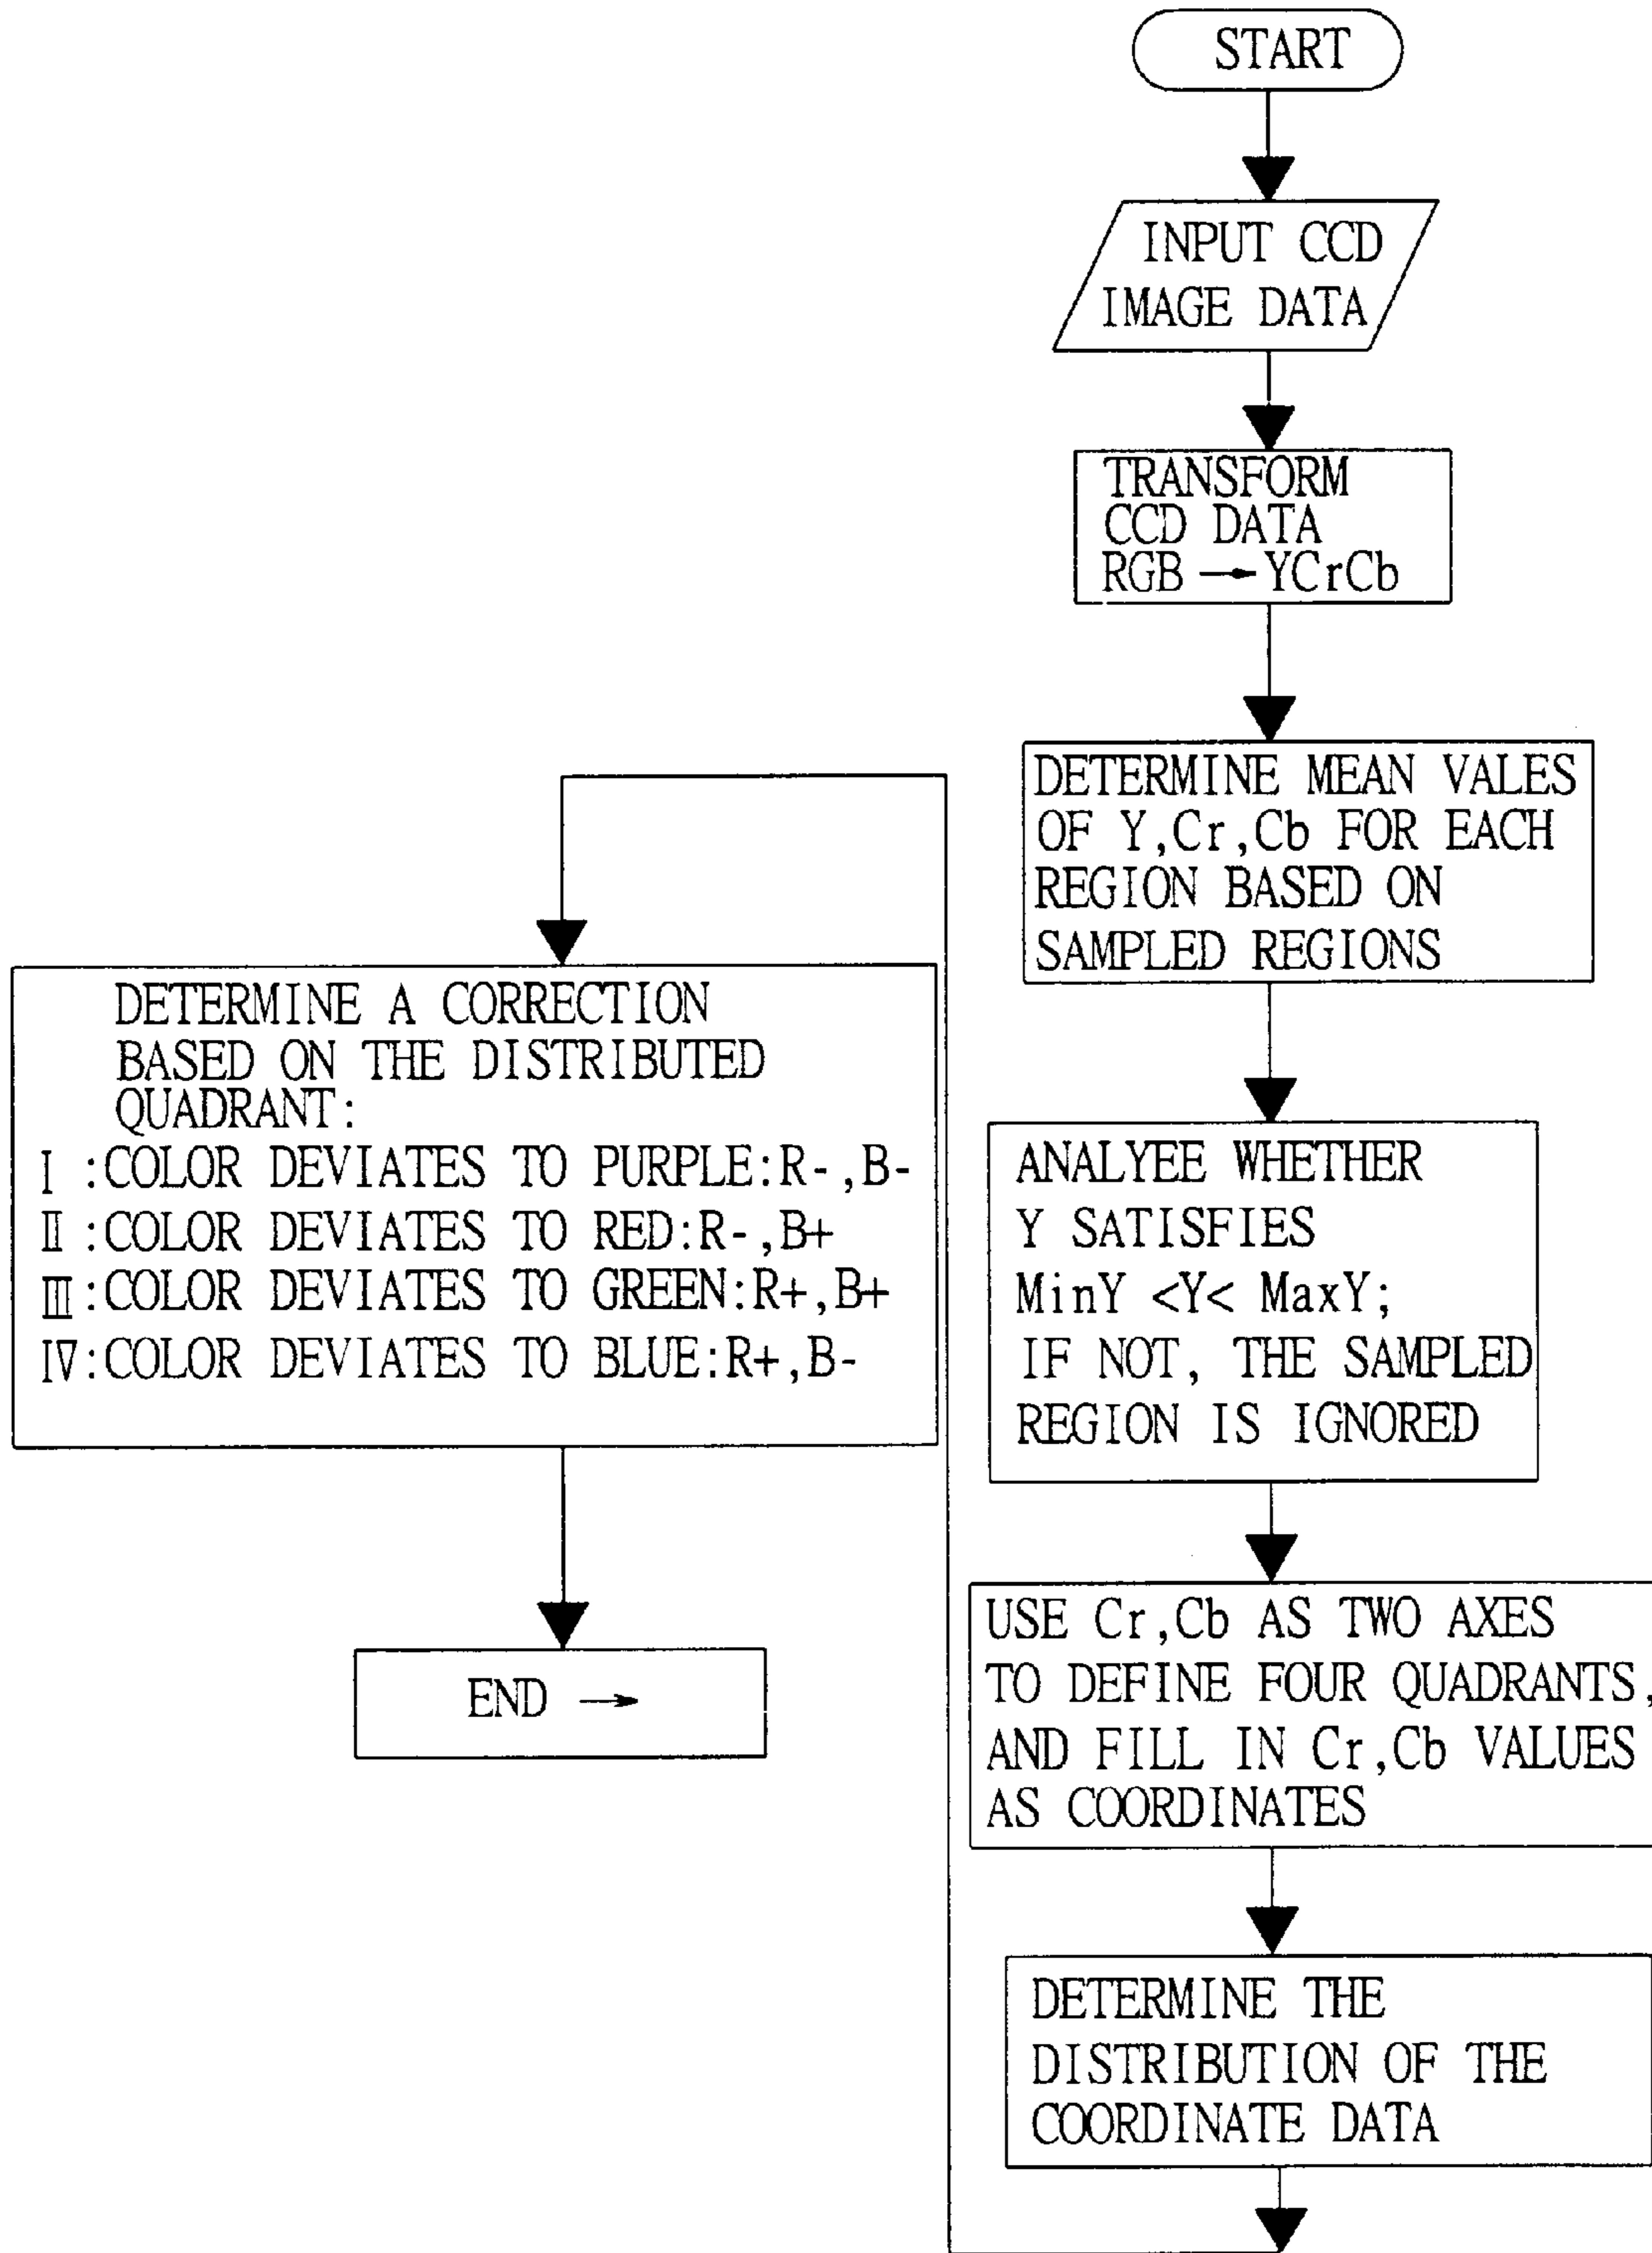 START
INPUT CCD
IMAGE DATA
TRANSFORM
CCD DATA
RGB → YCrCb
DETERMINE MEAN VALES
OF Y,Cr,Cb FOR EACH
REGION BASED ON
SAMPLED REGIONS
ANALYEE WHETHER
Y SATISFIES
MinY <Y< MaxY;
IF NOT, THE SAMPLED
REGION IS IGNORED
USE Cr,Cb AS TWO AXES
TO DEFINE FOUR QUADRANTS,
AND FILL IN Cr,Cb VALUES
AS COORDINATES
DETERMINE THE
DISTRIBUTION OF THE
COORDINATE DATA
DETERMINE A CORRECTION
BASED ON THE DISTRIBUTED
QUADRANT:
I :COLOR DEVIATES TO PURPLE:R-,B-
II :COLOR DEVIATES TO RED:R-,B+
III:COLOR DEVIATES TO GREEN:R+,B+
IV:COLOR DEVIATES TO BLUE:R+,B-
END →